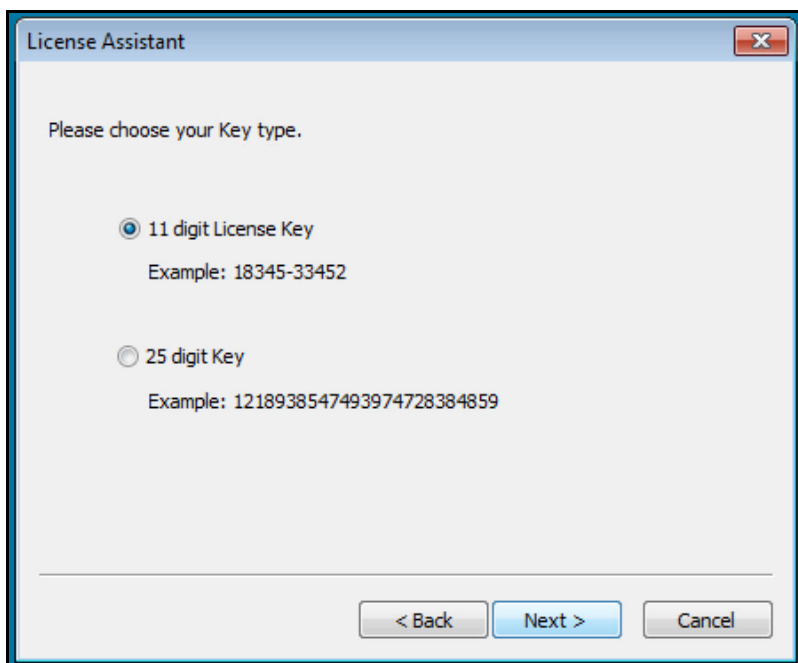 License Assistant
Please choose your Key type.
11 digit License Key
Example: 18345-33452
25 digit Key
Example: 1218938547493974728384859
< Back Next > Cancel